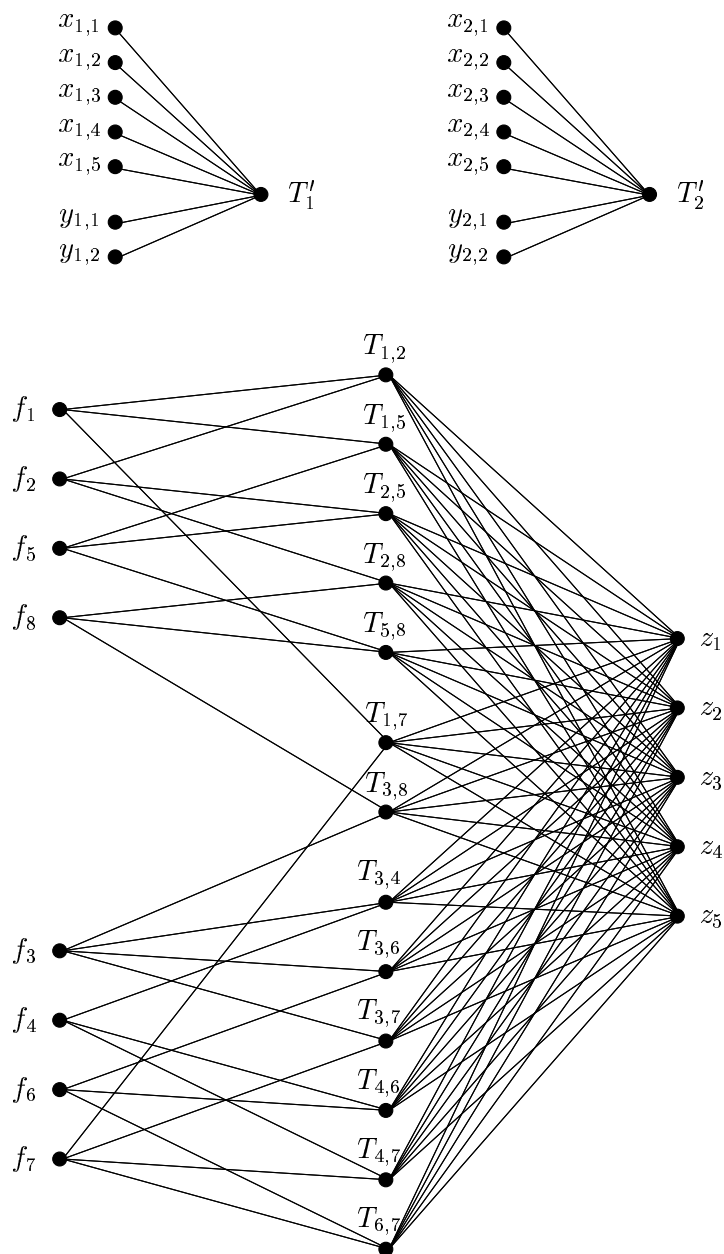 x_{1,1}
x_{1,2}
x_{1,3}
x_{1,4}
x_{1,5}
y_{1,1}
y_{1,2}
T'_1
x_{2,1}
x_{2,2}
x_{2,3}
x_{2,4}
x_{2,5}
y_{2,1}
y_{2,2}
T'_2
f_1
f_2
f_5
f_8
f_3
f_4
f_6
f_7
T_{1,2}
T_{1,5}
T_{2,5}
T_{2,8}
T_{5,8}
T_{1,7}
T_{3,8}
T_{3,4}
T_{3,6}
T_{3,7}
T_{4,6}
T_{4,7}
T_{6,7}
z_1
z_2
z_3
z_4
z_5